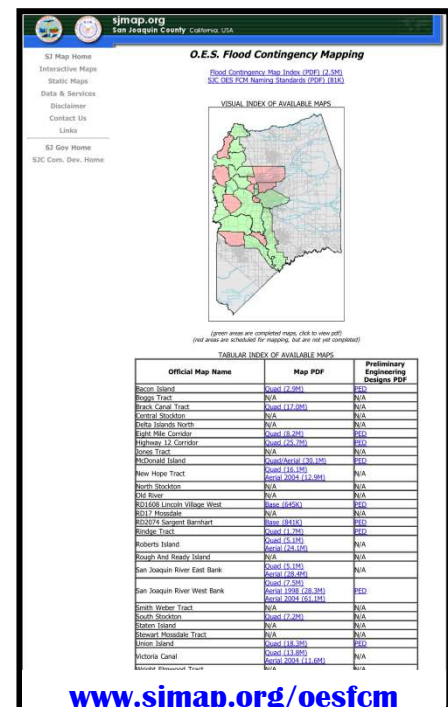 sjmap.org
San Joaquin County California, USA
SJ Map Home
Interactive Maps
Static Maps
Data & Services
Disclaimer
Contact Us
Links
SJ Gov Home
SJC Com. Dev. Home
O.E.S. Flood Contingency Mapping
Flood Contingency Map Index (PDF) (2.5M)
SJC OES FCM Naming Standards (PDF) (81K)
VISUAL INDEX OF AVAILABLE MAPS
(green areas are completed maps, click to view pdf)
(red areas are scheduled for mapping, but are not yet completed)
TABULAR INDEX OF AVAILABLE MAPS
Official Map Name Map PDF Preliminary Engineering Designs PDF
Bacon Island Quad (2.9M) PED
Boggs Tract N/A N/A
Brack Canal Tract Quad (17.0M) N/A
Central Stockton N/A N/A
Delta Islands North N/A N/A
Eight Mile Corridor Quad (8.2M) PED
Highway 12 Corridor Quad (25.7M) PED
Jones Tract N/A N/A
McDonald Island Quad/Aerial (30.1M) PED
New Hope Tract Quad (16.1M) N/A
Aerial 2004 (12.9M)
North Stockton N/A N/A
Old River N/A N/A
RD1608 Lincoln Village West Base (645K) PED
RD17 Mossdale N/A N/A
RD2074 Sargent Barnhart Base (841K) PED
Rindge Tract Quad (1.7M) PED
Roberts Island Quad (5.1M) N/A
Aerial (24.1M)
Rough And Ready Island N/A N/A
San Joaquin River East Bank Quad (5.1M) N/A
Aerial (28.4M)
San Joaquin River West Bank Quad (7.5M) PED
Aerial 1998 (28.3M)
Aerial 2004 (61.1M)
Smith Weber Tract N/A N/A
South Stockton Quad (7.2M) N/A
Staten Island N/A N/A
Stewart Mossdale Tract N/A N/A
Union Island Quad (18.3M) PED
Victoria Canal Quad (13.8M) N/A
Aerial 2004 (11.6M)
Wright Elmwood Tract N/A N/A
www.sjmap.org/oesfcm